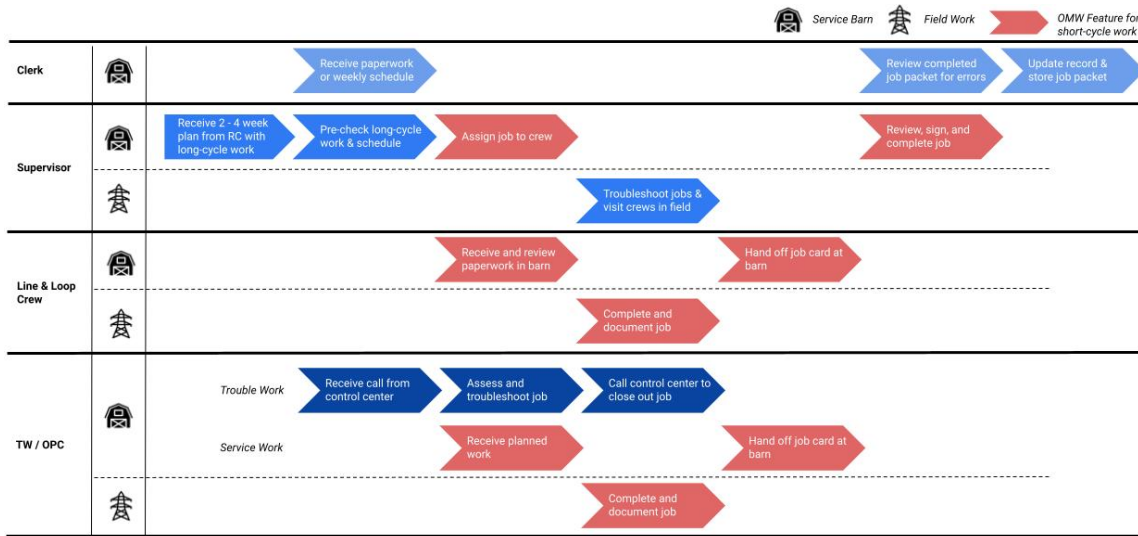 Service Barn
Field Work
OMW Feature for
short-cycle work
Clerk
Receive paperwork
or weekly schedule
Review completed
job packet for errors
Update record &
store job packet
Supervisor
Receive 2 - 4 week
plan from RC with
long-cycle work
Pre-check long-cycle
work & schedule
Assign job to crew
Review, sign, and
complete job
Troubleshoot jobs &
visit crews in field
Line & Loop
Crew
Receive and review
paperwork in barn
Hand off job card at
barn
Complete and
document job
TW / OPC
Trouble Work
Receive call from
control center
Assess and
troubleshoot job
Call control center to
close out job
Service Work
Receive planned
work
Hand off job card at
barn
Complete and
document job